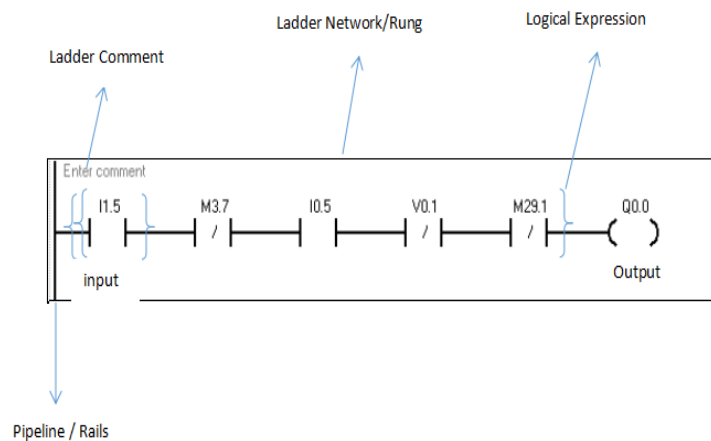 Ladder Network/Rung
Logical Expression
Ladder Comment
Enter comment
I1.5 M3.7 I0.5 V0.1 M29.1 Q0.0
/ / /
input
Output
Pipeline / Rails